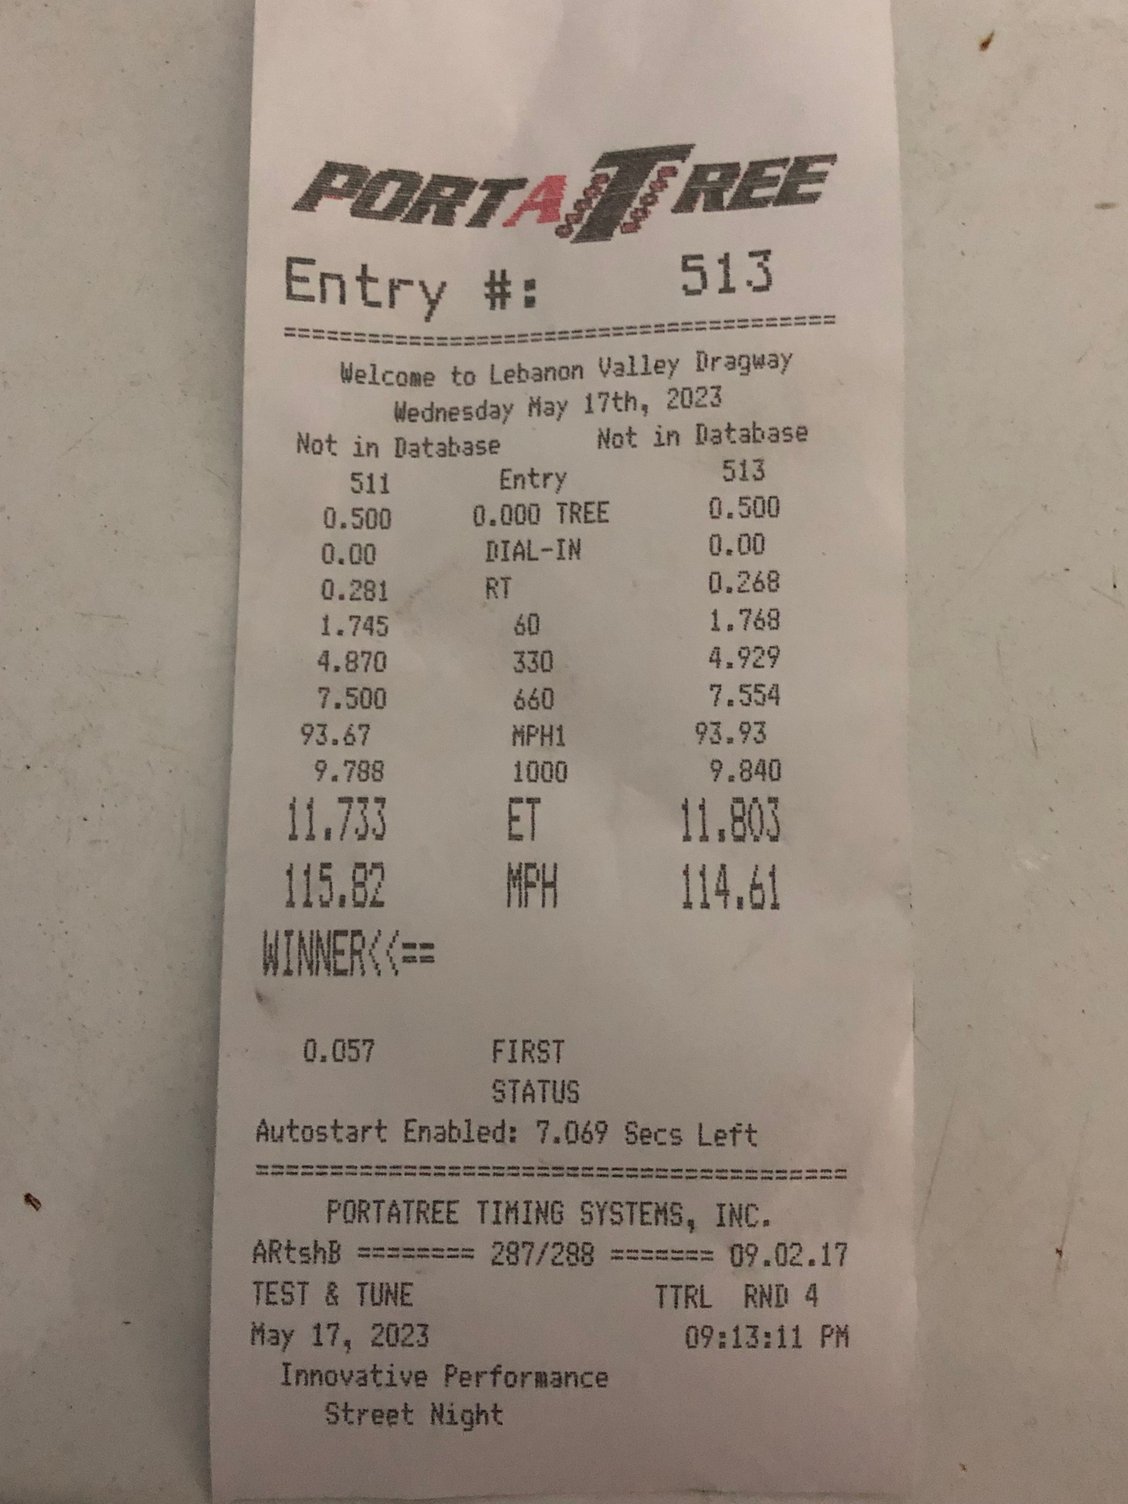 PORTATREE
Entry #: 513
========================================
Welcome to Lebanon Valley Dragway
Wednesday May 17th, 2023
Not in Database Not in Database
511 Entry 513
0.500 0.000 TREE 0.500
0.00 DIAL-IN 0.00
0.281 RT 0.268
1.745 60 1.768
4.870 330 4.929
7.500 660 7.554
93.67 MPH1 93.93
9.788 1000 9.840
11.733 ET 11.803
115.82 MPH 114.61
WINNER<<==
0.057 FIRST
STATUS
Autostart Enabled: 7.069 Secs Left
========================================
PORTATREE TIMING SYSTEMS, INC.
ARtshB ======== 287/288 ======= 09.02.17
TEST & TUNE TTRL RND 4
May 17, 2023 09:13:11 PM
Innovative Performance
Street Night